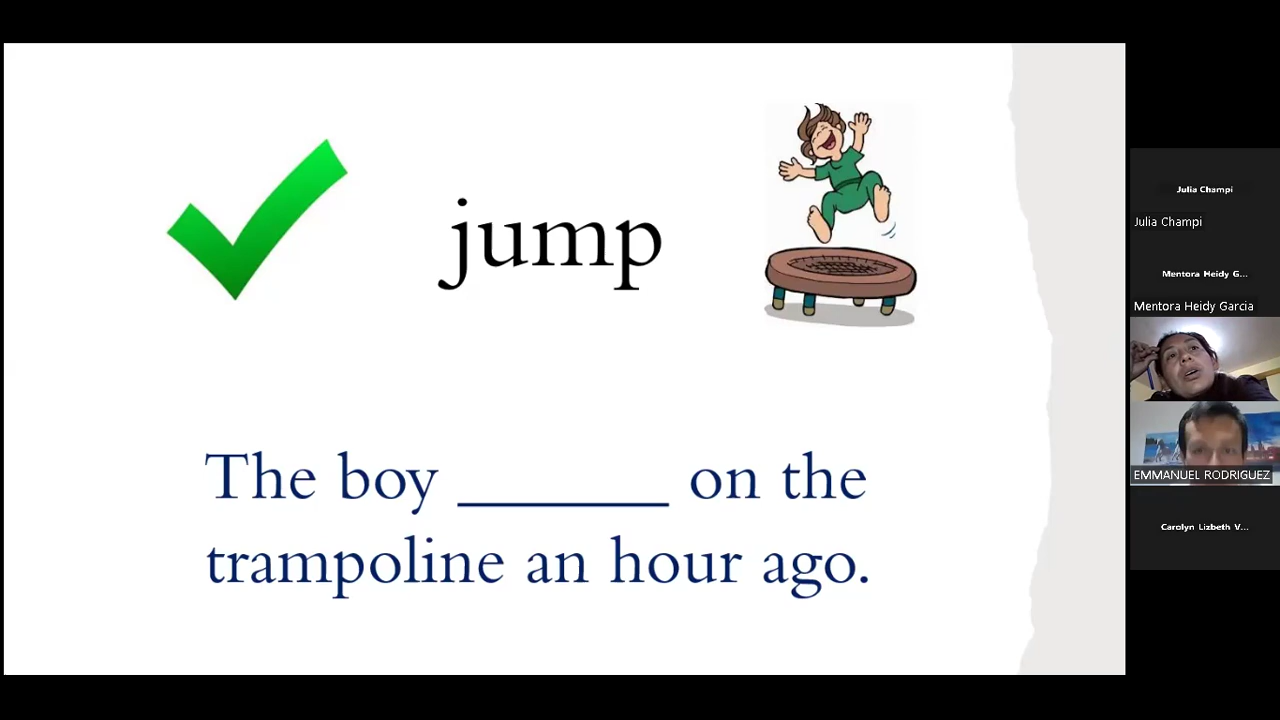 jump
The boy ______ on the
trampoline an hour ago.
Julia Champi
Julia Champi
Mentora Heidy G...
Mentora Heidy Garcia
EMMANUEL RODRIGUEZ
Carolyn Lizbeth V...